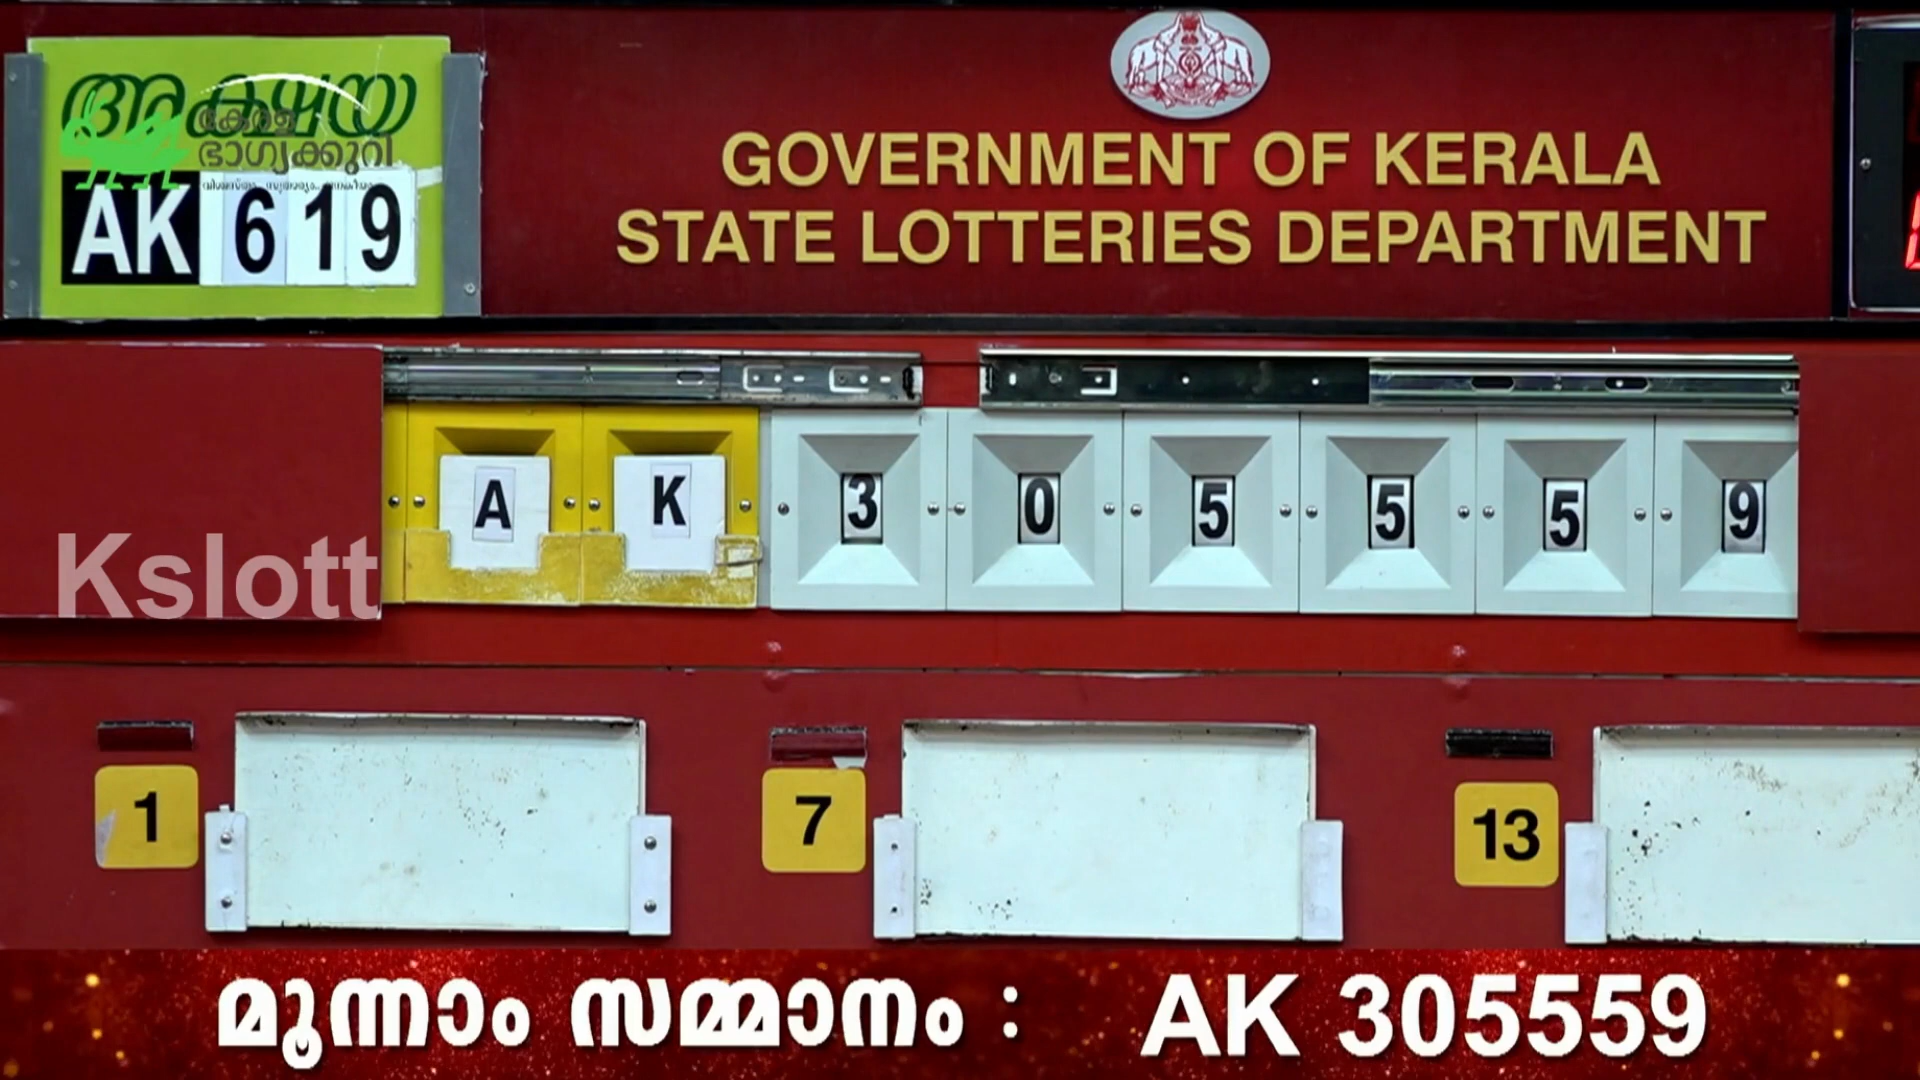 അക്ഷയ
കേരള
ഭാഗ്യക്കുറി
AK 619
GOVERNMENT OF KERALA
STATE LOTTERIES DEPARTMENT
A K 3 0 5 5 5 9
Kslott
1 7 13
മൂന്നാം സമ്മാനം : AK 305559